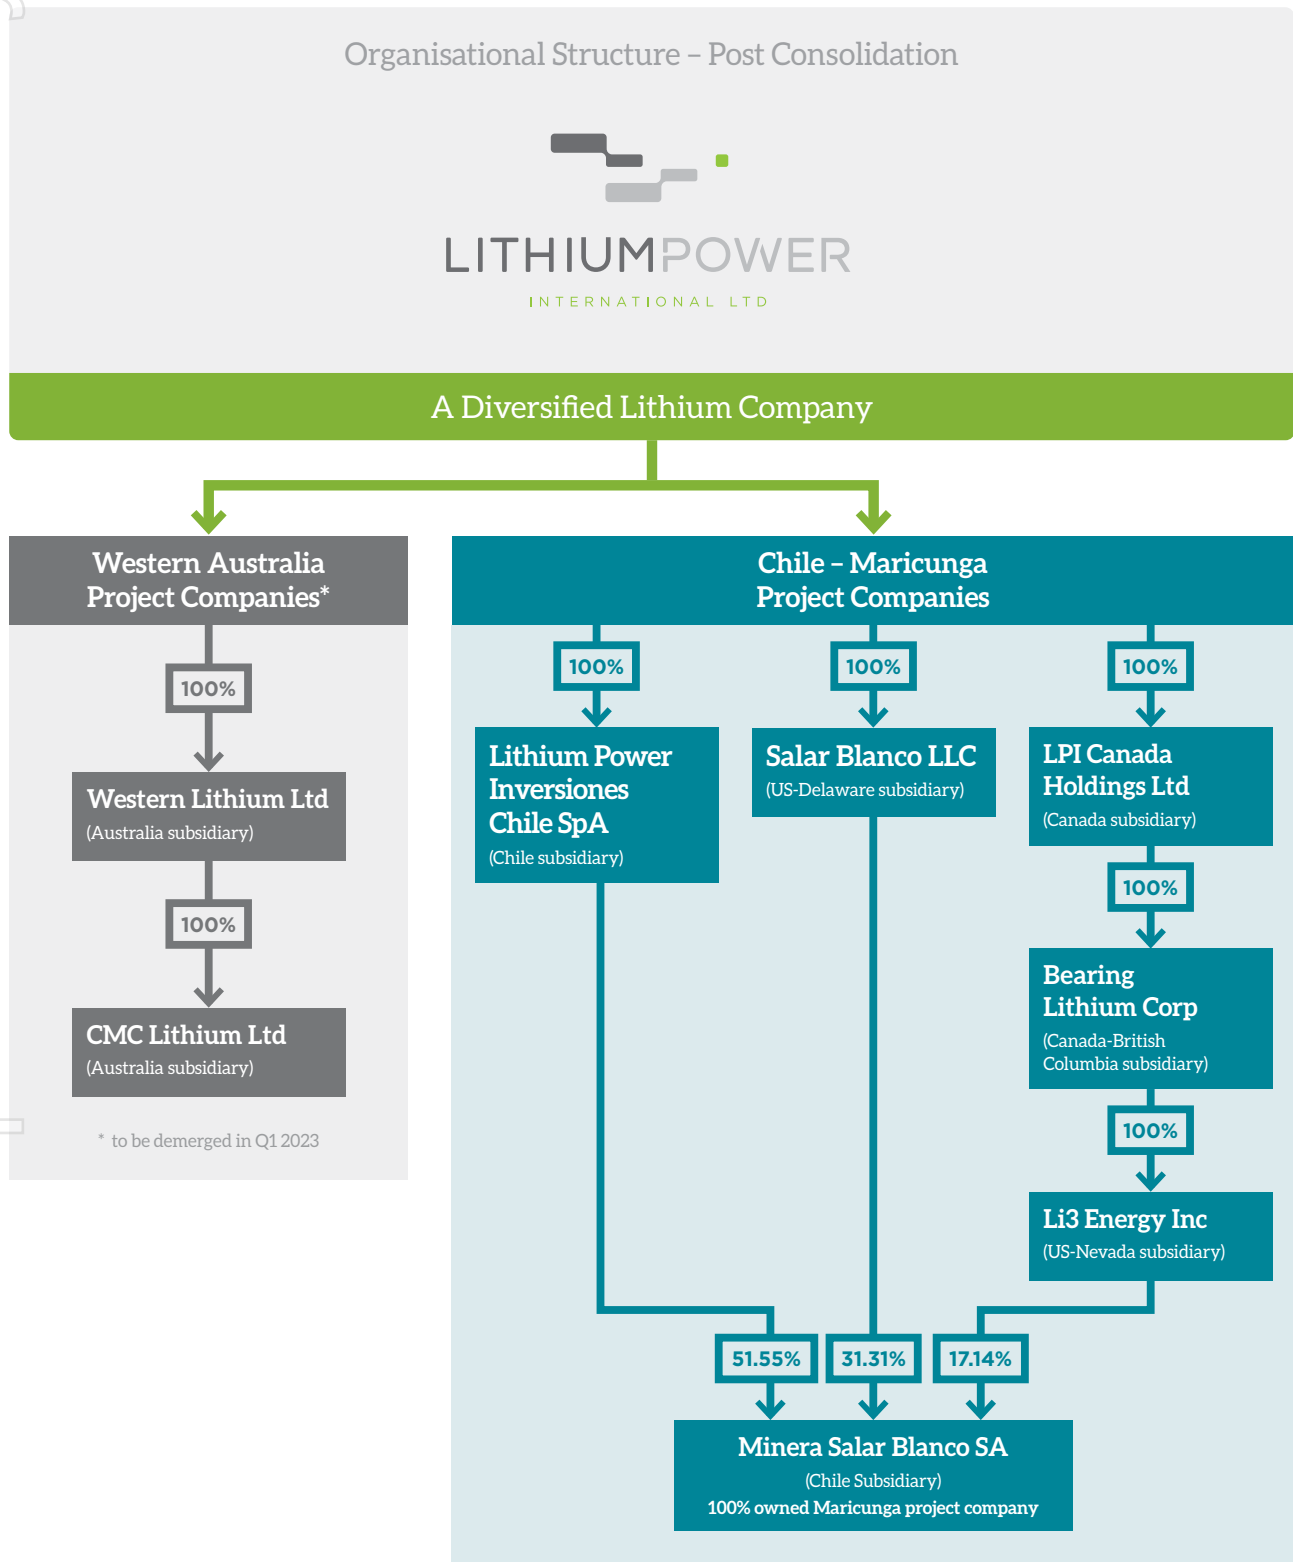 Organisational Structure – Post Consolidation
LITHIUMPOWER
INTERNATIONAL LTD
A Diversified Lithium Company
Western Australia
Project Companies*
100%
Western Lithium Ltd
(Australia subsidiary)
100%
CMC Lithium Ltd
(Australia subsidiary)
* to be demerged in Q1 2023
Chile – Maricunga
Project Companies
100%
100%
100%
Lithium Power
Inversiones
Chile SpA
(Chile subsidiary)
Salar Blanco LLC
(US-Delaware subsidiary)
LPI Canada
Holdings Ltd
(Canada subsidiary)
100%
Bearing
Lithium Corp
(Canada-British
Columbia subsidiary)
100%
Li3 Energy Inc
(US-Nevada subsidiary)
51.55%
31.31%
17.14%
Minera Salar Blanco SA
(Chile Subsidiary)
100% owned Maricunga project company